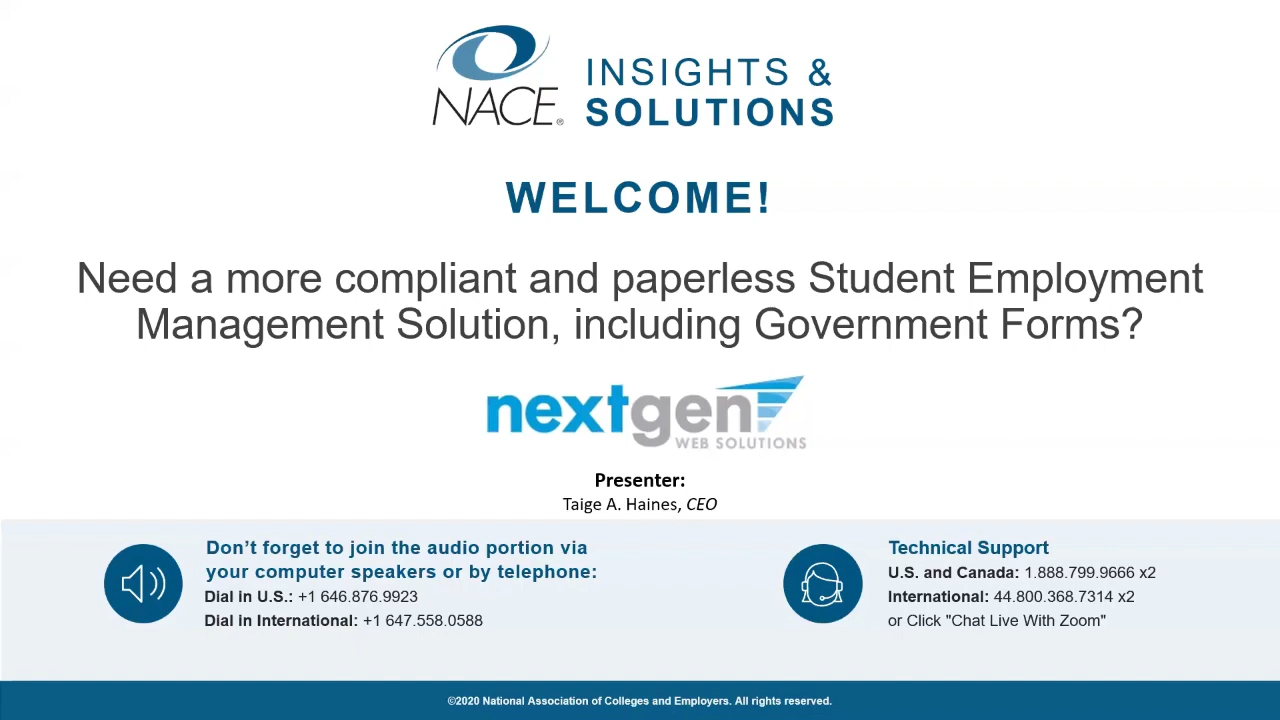 NACE® INSIGHTS &
SOLUTIONS
WELCOME!
Need a more compliant and paperless Student Employment
Management Solution, including Government Forms?
nextgen
WEB SOLUTIONS
Presenter:
Taige A. Haines, CEO
Don’t forget to join the audio portion via
your computer speakers or by telephone:
Dial in U.S.: +1 646.876.9923
Dial in International: +1 647.558.0588
Technical Support
U.S. and Canada: 1.888.799.9666 x2
International: 44.800.368.7314 x2
or Click "Chat Live With Zoom"
©2020 National Association of Colleges and Employers. All rights reserved.